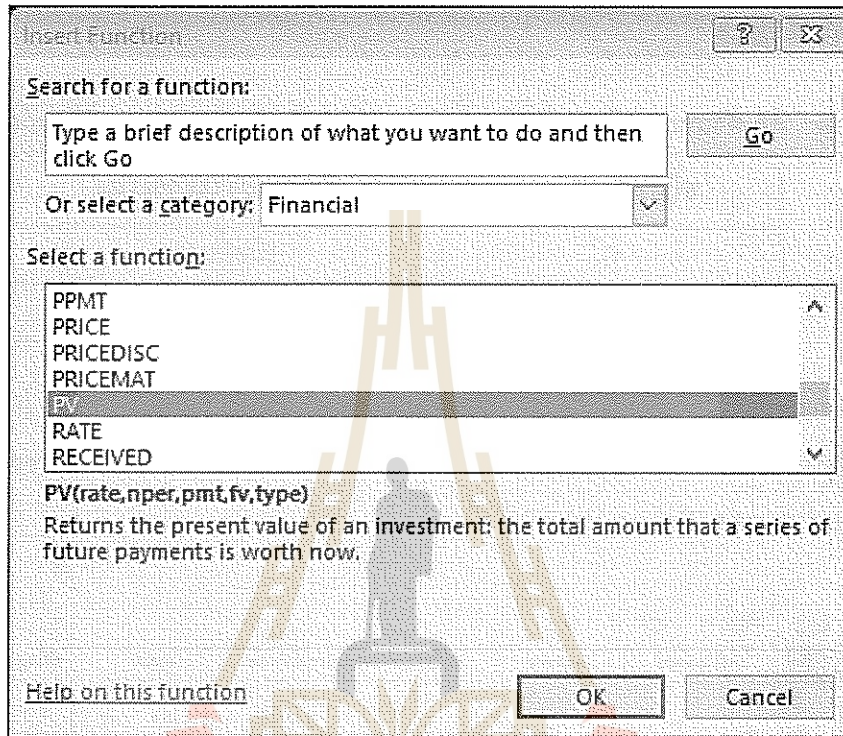 Insert Function
Search for a function:
Type a brief description of what you want to do and then
click Go
Go
Or select a category: Financial
Select a function:
PPMT
PRICE
PRICEDISC
PRICEMAT
PV
RATE
RECEIVED
PV(rate,nper,pmt,fv,type)
Returns the present value of an investment: the total amount that a series of
future payments is worth now.
Help on this function
OK
Cancel